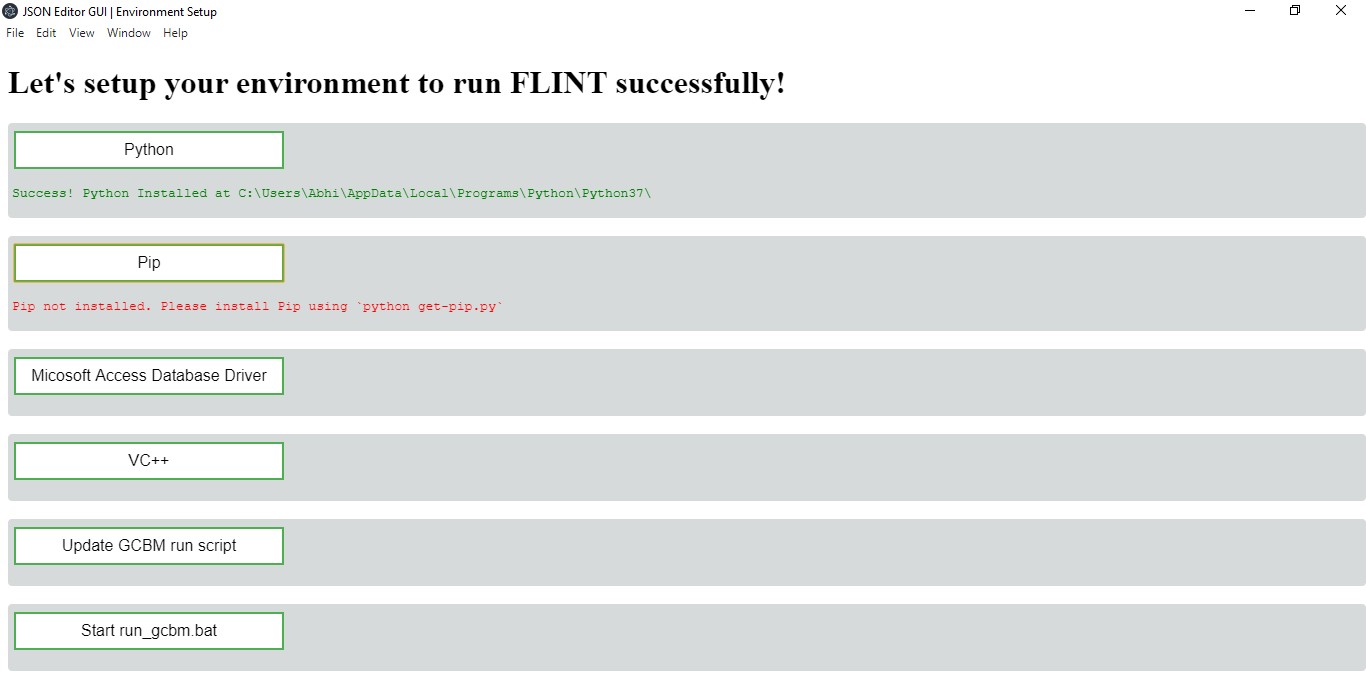 JSON Editor GUI | Environment Setup
File Edit View Window Help
Let's setup your environment to run FLINT successfully!
Python
Success! Python Installed at C:\Users\Abhi\AppData\Local\Programs\Python\Python37\
Pip
Pip not installed. Please install Pip using `python get-pip.py`
Micosoft Access Database Driver
VC++
Update GCBM run script
Start run_gcbm.bat